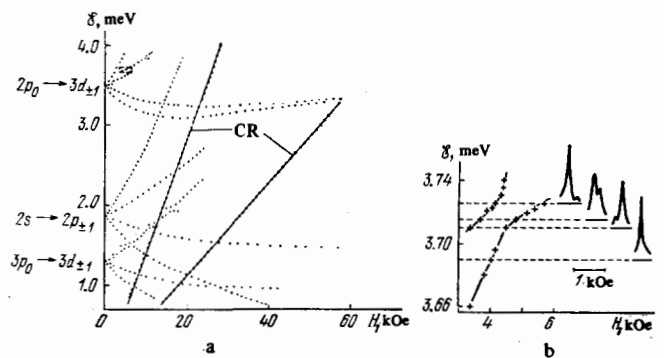 ℰ, meV
4.0
2p₀ → 3d±1
3.0
CR
2.0
2s → 2p±1
3p₀ → 3d±1
1.0
0 20 40 60 H, kOe
a
ℰ, meV
3.74
3.70
3.66
1 kOe
4 6 H, kOe
b